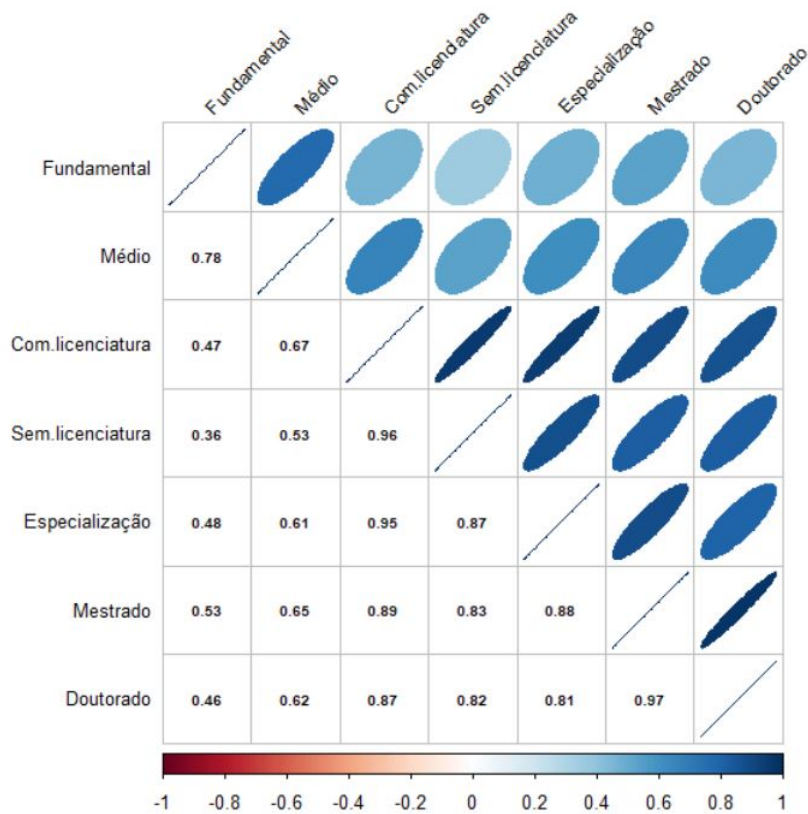 Fundamental
Médio
Com.licenciatura
Sem.licenciatura
Especialização
Mestrado
Doutorado
Fundamental
Médio 0.78
Com.licenciatura 0.47 0.67
Sem.licenciatura 0.36 0.53 0.96
Especialização 0.48 0.61 0.95 0.87
Mestrado 0.53 0.65 0.89 0.83 0.88
Doutorado 0.46 0.62 0.87 0.82 0.81 0.97
-1 -0.8 -0.6 -0.4 -0.2 0 0.2 0.4 0.6 0.8 1